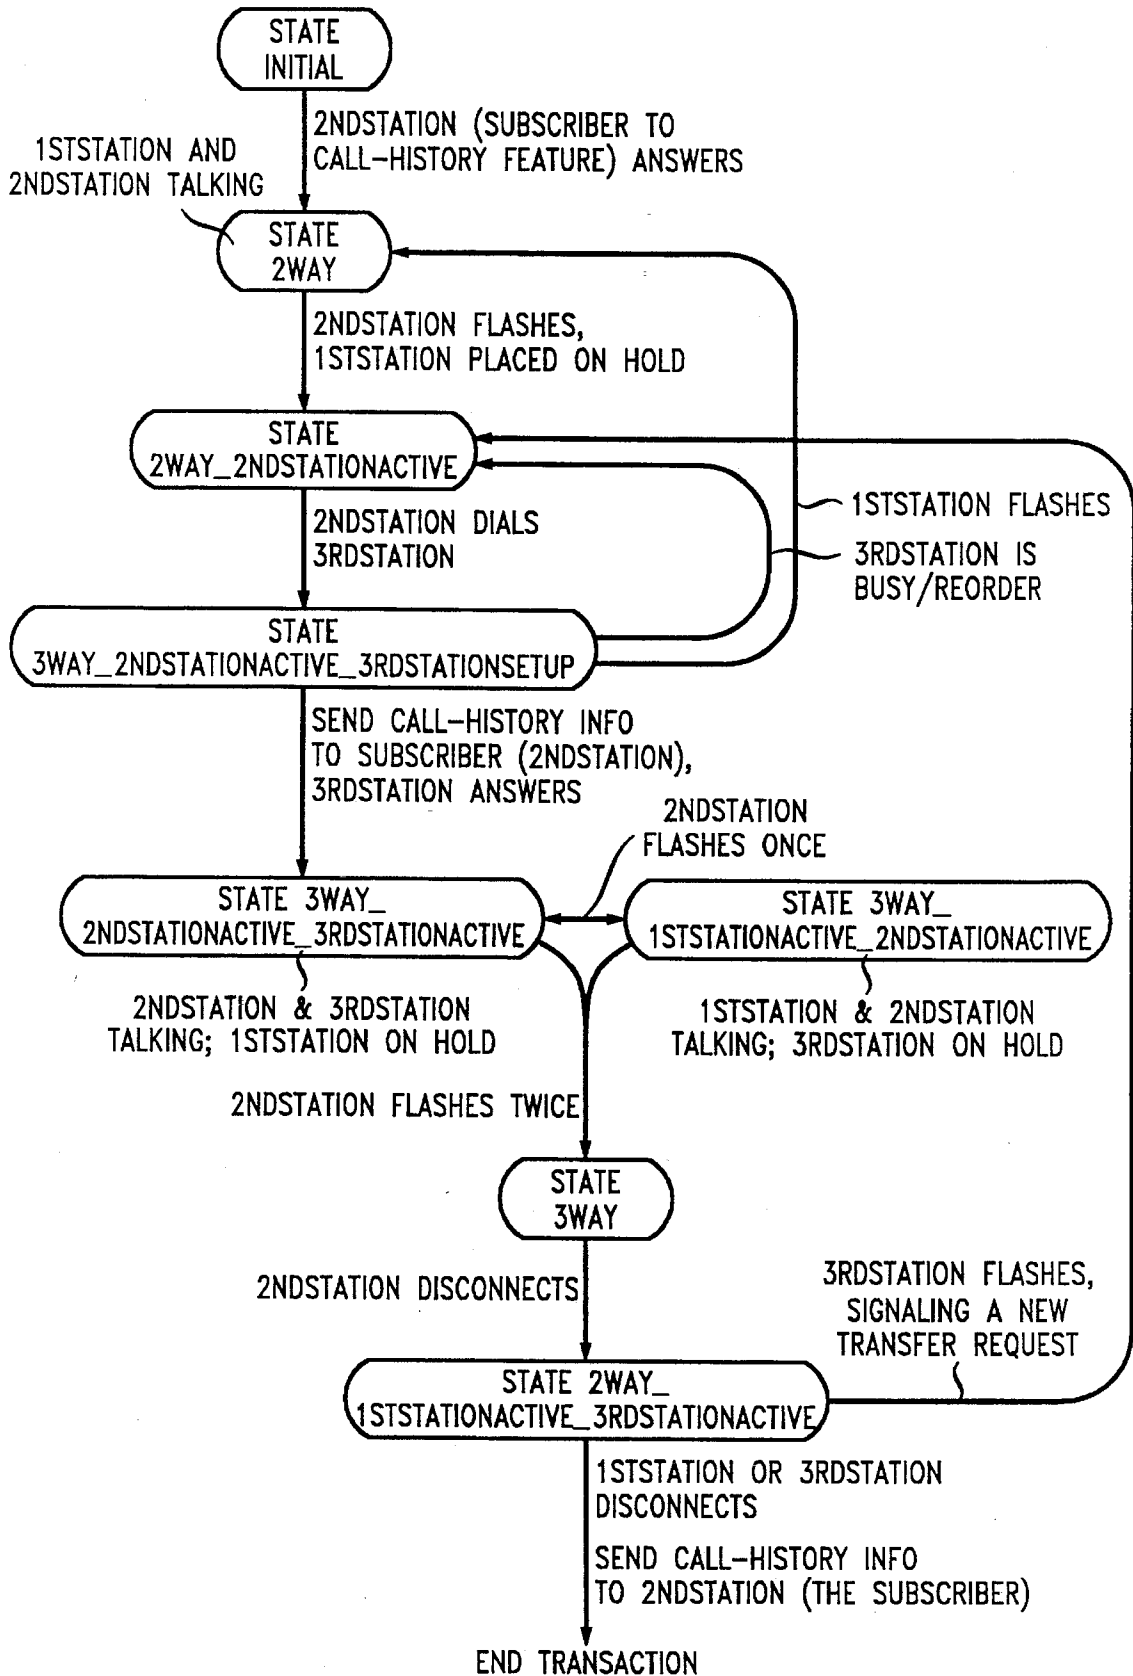 STATE
INITIAL
2NDSTATION (SUBSCRIBER TO
CALL-HISTORY FEATURE) ANSWERS
1STSTATION AND
2NDSTATION TALKING
STATE
2WAY
2NDSTATION FLASHES,
1STSTATION PLACED ON HOLD
STATE
2WAY_2NDSTATIONACTIVE
1STSTATION FLASHES
2NDSTATION DIALS
3RDSTATION
3RDSTATION IS
BUSY/REORDER
STATE
3WAY_2NDSTATIONACTIVE_3RDSTATIONSETUP
SEND CALL-HISTORY INFO
TO SUBSCRIBER (2NDSTATION),
3RDSTATION ANSWERS
2NDSTATION
FLASHES ONCE
STATE 3WAY_
2NDSTATIONACTIVE_3RDSTATIONACTIVE
STATE 3WAY_
1STSTATIONACTIVE_2NDSTATIONACTIVE
2NDSTATION & 3RDSTATION
TALKING; 1STSTATION ON HOLD
1STSTATION & 2NDSTATION
TALKING; 3RDSTATION ON HOLD
2NDSTATION FLASHES TWICE
STATE
3WAY
2NDSTATION DISCONNECTS
3RDSTATION FLASHES,
SIGNALING A NEW
TRANSFER REQUEST
STATE 2WAY_
1STSTATIONACTIVE_3RDSTATIONACTIVE
1STSTATION OR 3RDSTATION
DISCONNECTS
SEND CALL-HISTORY INFO
TO 2NDSTATION (THE SUBSCRIBER)
END TRANSACTION